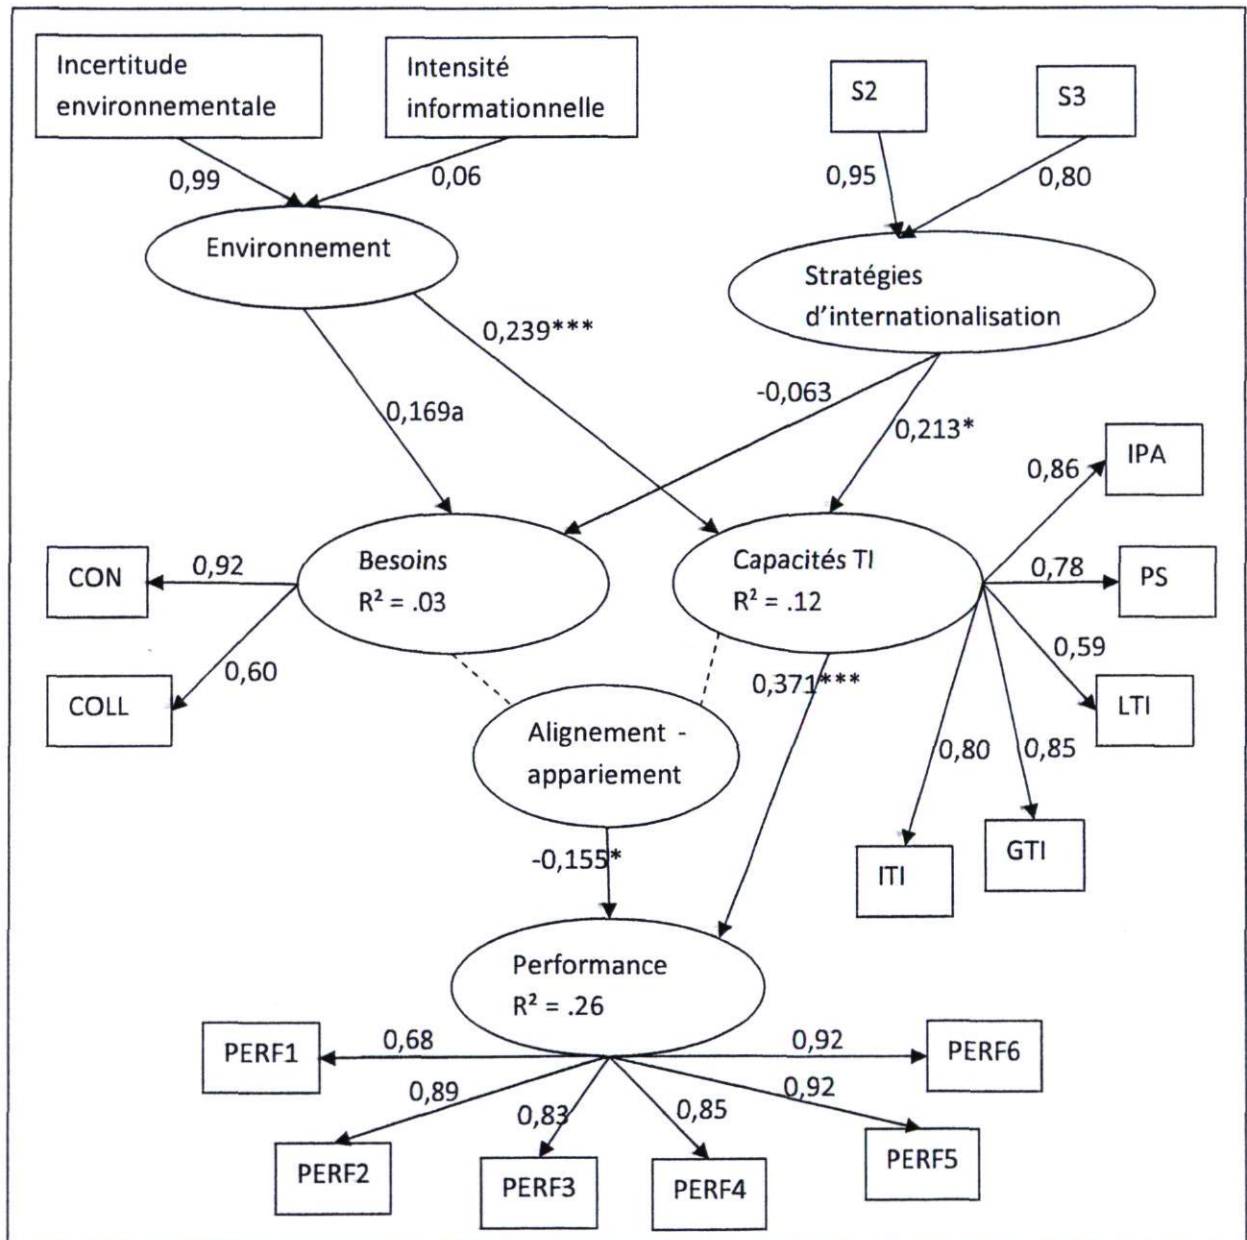 Incertitude
environnementale
Intensité
informationnelle
S2
S3
0,99
0,06
0,95
0,80
Environnement
Stratégies
d'internationalisation
0,239***
-0,063
0,169a
0,213*
IPA
0,86
Besoins
R² = .03
Capacités TI
R² = .12
CON
0,92
0,78
PS
0,60
0,59
COLL
0,371***
LTI
Alignement -
appariement
0,80
0,85
-0,155*
ITI
GTI
Performance
R² = .26
PERF1
0,68
0,92
PERF6
0,89
0,83
0,85
0,92
PERF2
PERF3
PERF4
PERF5